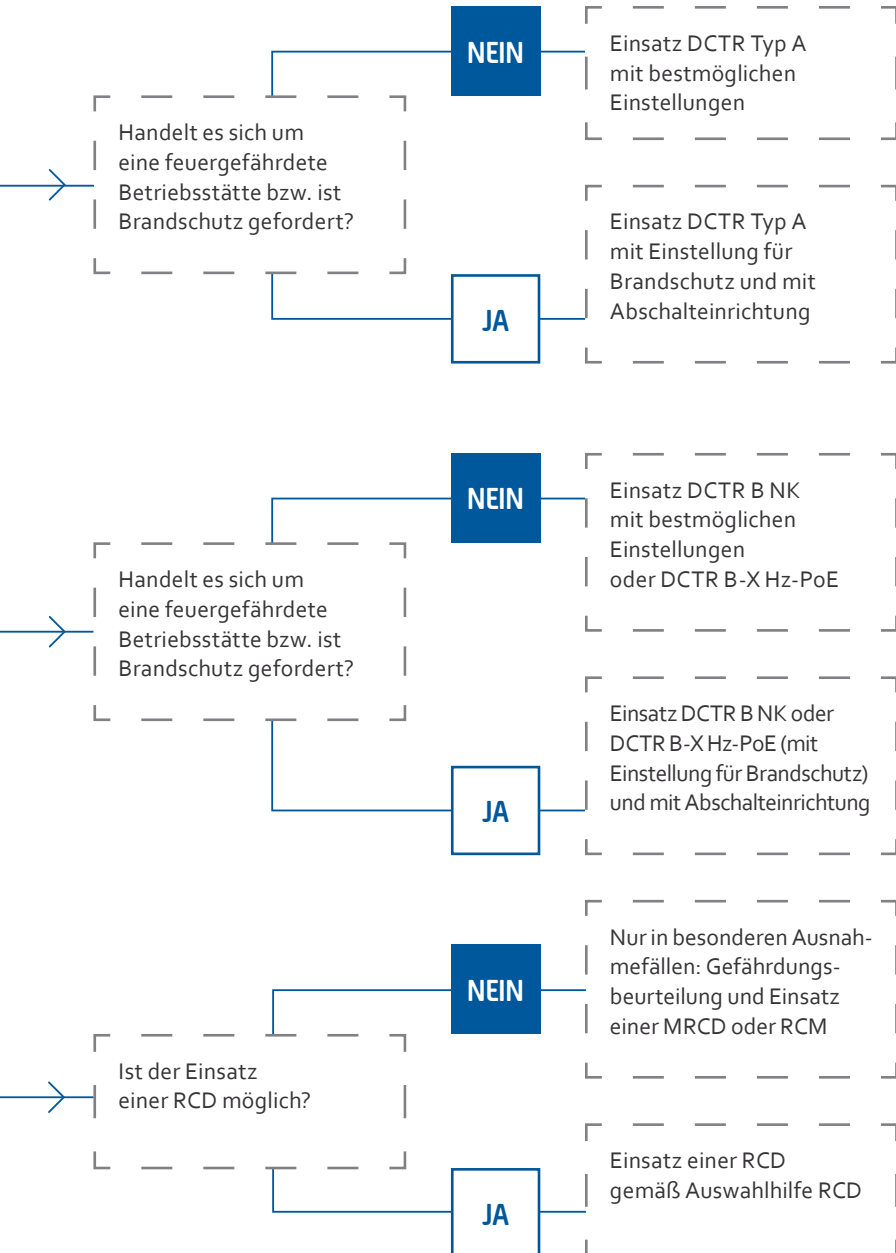 NEIN
Einsatz DCTR Typ A
mit bestmöglichen
Einstellungen
Handelt es sich um
eine feuergefährdete
Betriebsstätte bzw. ist
Brandschutz gefordert?
Einsatz DCTR Typ A
mit Einstellung für
Brandschutz und mit
Abschalteinrichtung
JA
NEIN
Einsatz DCTR B NK
mit bestmöglichen
Einstellungen
oder DCTR B-X Hz-PoE
Handelt es sich um
eine feuergefährdete
Betriebsstätte bzw. ist
Brandschutz gefordert?
Einsatz DCTR B NK oder
DCTR B-X Hz-PoE (mit
Einstellung für Brandschutz)
und mit Abschalteinrichtung
JA
NEIN
Nur in besonderen Ausnah-
mefällen: Gefährdungs-
beurteilung und Einsatz
einer MRCD oder RCM
Ist der Einsatz
einer RCD möglich?
Einsatz einer RCD
gemäß Auswahlhilfe RCD
JA